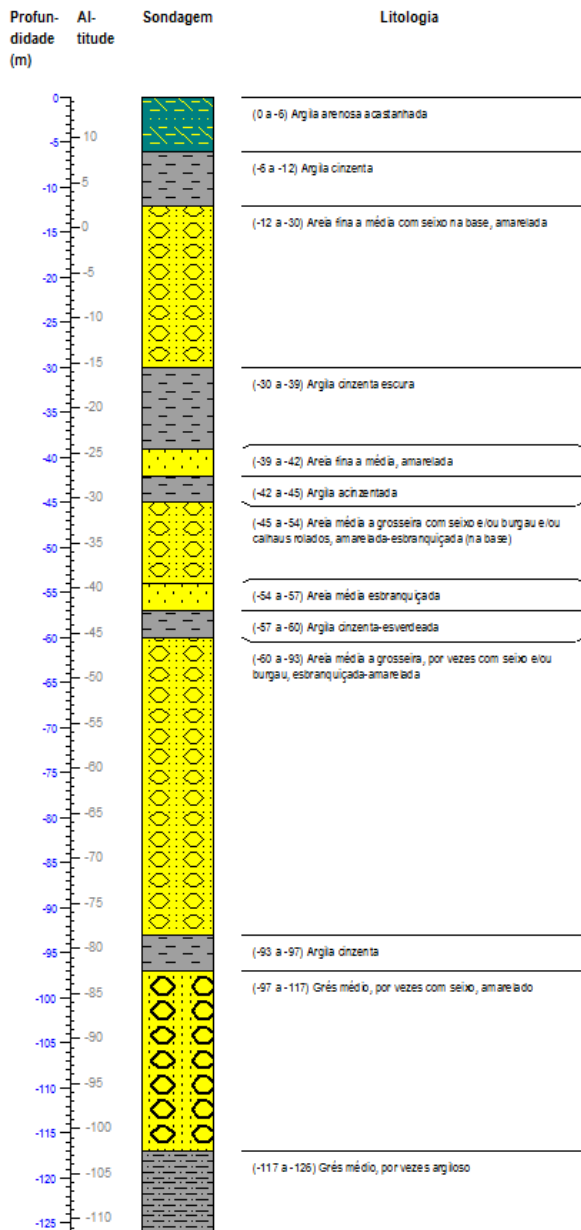 Profun-
didade
(m)
Al-
titude
Sondagem
Litologia
0
-5
-10
-15
-20
-25
-30
-35
-40
-45
-50
-55
-60
-65
-70
-75
-80
-85
-90
-95
-100
-105
-110
-115
-120
-125
10
5
0
-5
-10
-15
-20
-25
-30
-35
-40
-45
-50
-55
-60
-65
-70
-75
-80
-85
-90
-95
-100
-105
-110
(0 a -6) Argila arenosa acastanhada
(-6 a -12) Argila cinzenta
(-12 a -30) Areia fina a média com seixo na base, amarelada
(-30 a -39) Argila cinzenta escura
(-39 a -42) Areia fina a média, amarelada
(-42 a -45) Argila acinzentada
(-45 a -54) Areia média a grosseira com seixo e/ou burgau e/ou
calhaus rolados, amarelada-esbranquiçada (na base)
(-54 a -57) Areia média esbranquiçada
(-57 a -60) Argila cinzenta-esverdeada
(-60 a -93) Areia média a grosseira, por vezes com seixo e/ou
burgau, esbranquiçada-amarelada
(-93 a -97) Argila cinzenta
(-97 a -117) Grés médio, por vezes com seixo, amarelado
(-117 a -126) Grés médio, por vezes argiloso